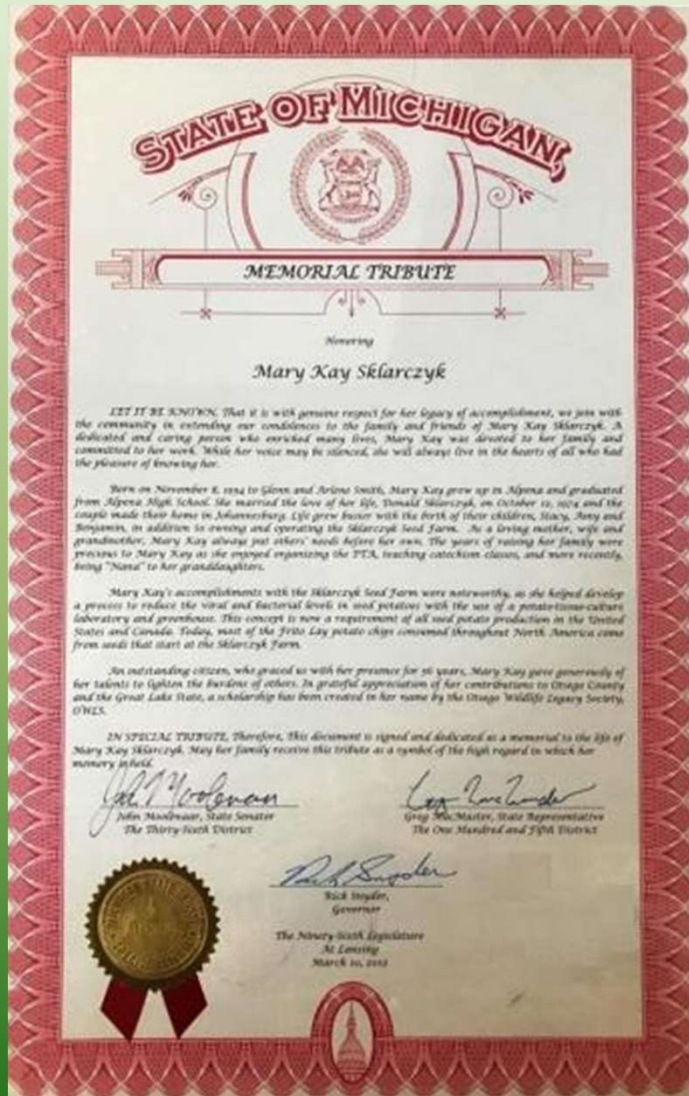 STATE OF MICHIGAN,
MEMORIAL TRIBUTE
Honoring
Mary Kay Sklarczyk
LET IT BE KNOWN, That it is with genuine respect for her legacy of accomplishment, we join with
the community in extending our condolences to the family and friends of Mary Kay Sklarczyk. A
dedicated and caring person who enriched many lives, Mary Kay was devoted to her family and
committed to her work. While her voice may be silenced, she will always live in the hearts of all who had
the pleasure of knowing her.
Born on November 8, to Glenn and Arlene Smith, Mary Kay grew up in Alpena and graduated
from Alpena High School. She married the love of her life, Donald Sklarczyk, on October 12, 1974 and the
couple made their home in Johannesburg. Life grew busier with the birth of their children, Stacy, Amy and
Benjamin, in addition to owning and operating the Sklarczyk Seed Farm. As a loving mother, wife and
grandmother, Mary Kay always put others' needs before her own. The years of raising her family were
precious to Mary Kay as she enjoyed organizing the PTA, teaching catechism classes, and more recently,
being "Nana" to her granddaughters.
Mary Kay's accomplishments with the Sklarczyk Seed Farm were noteworthy, as she helped develop
a process to reduce the viral and bacterial levels in seed potatoes with the use of a potato-tissue-culture
laboratory and greenhouse. This concept is now a requirement of all seed potato production in the United
States and Canada. Today, most of the Frito Lay potato chips consumed throughout North America come
from seeds that start at the Sklarczyk Farm.
An outstanding citizen, who graced us with her presence for 56 years, Mary Kay gave generously of
her talents to lighten the burdens of others. In grateful appreciation of her contributions to Otsego County
and the Great Lake State, a scholarship has been created in her name by the Otsego Wildlife Legacy Society,
OWLS.
IN SPECIAL TRIBUTE, Therefore, This document is signed and dedicated as a memorial to the life of
Mary Kay Sklarczyk. May her family receive this tribute as a symbol of the high regard in which her
memory is held.
John Moolenaar, State Senator
The Thirty-Sixth District
Greg MacMaster, State Representative
The One Hundred and Fifth District
Rick Snyder,
Governor
The Ninety-Sixth Legislature
At Lansing
March 10, 2012